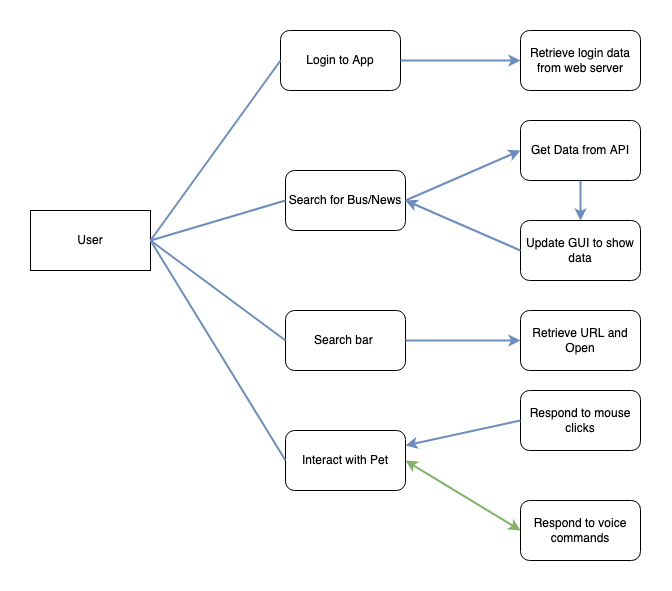 Login to App
Retrieve login data
from web server
Get Data from API
Search for Bus/News
User
Update GUI to show
data
Search bar
Retrieve URL and
Open
Respond to mouse
clicks
Interact with Pet
Respond to voice
commands